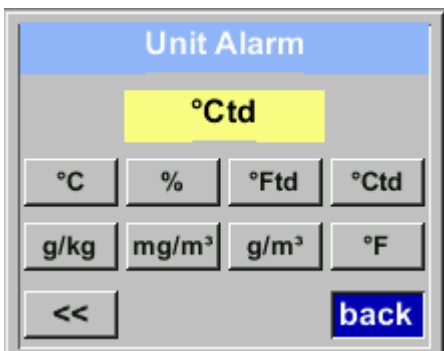 Unit Alarm
°Ctd
°C % °Ftd °Ctd
g/kg mg/m³ g/m³ °F
<< back